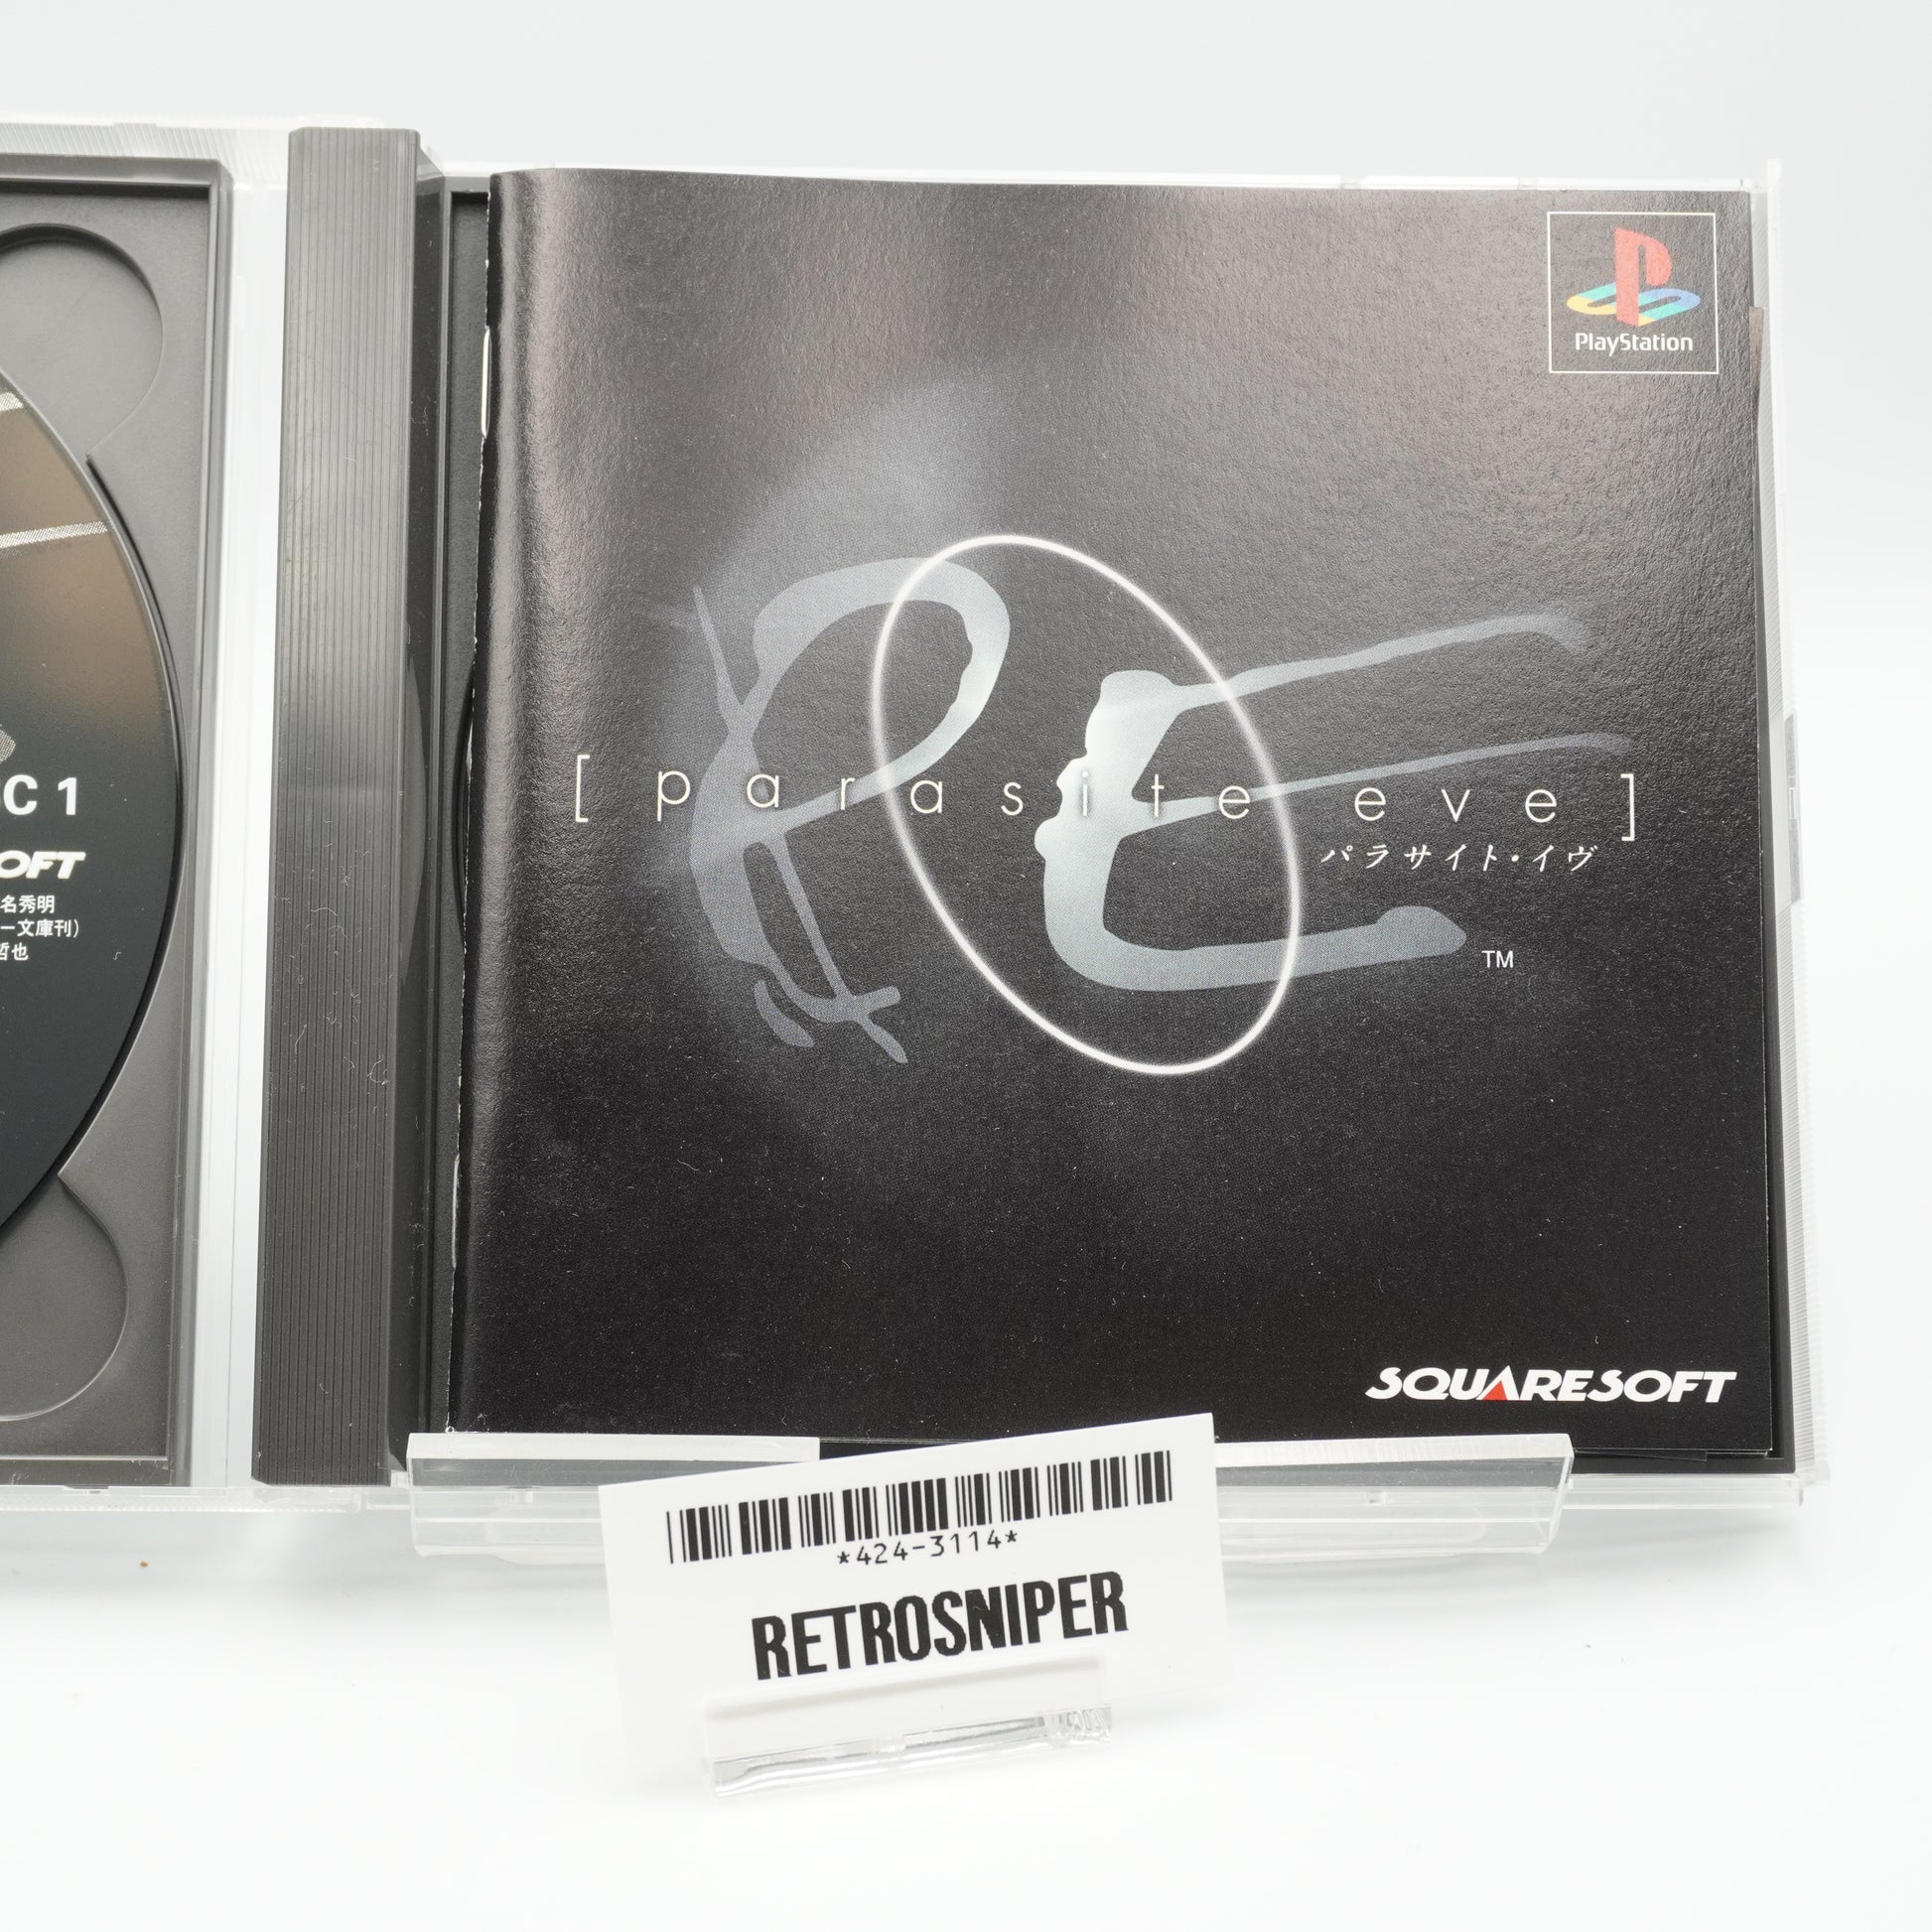 C 1
OFT
名秀明
ー文庫刊)
哲也
PlayStation
[ parasite eve ]
パラサイト・イヴ
TM
SQUARESOFT
*424-3114*
RETROSNIPER